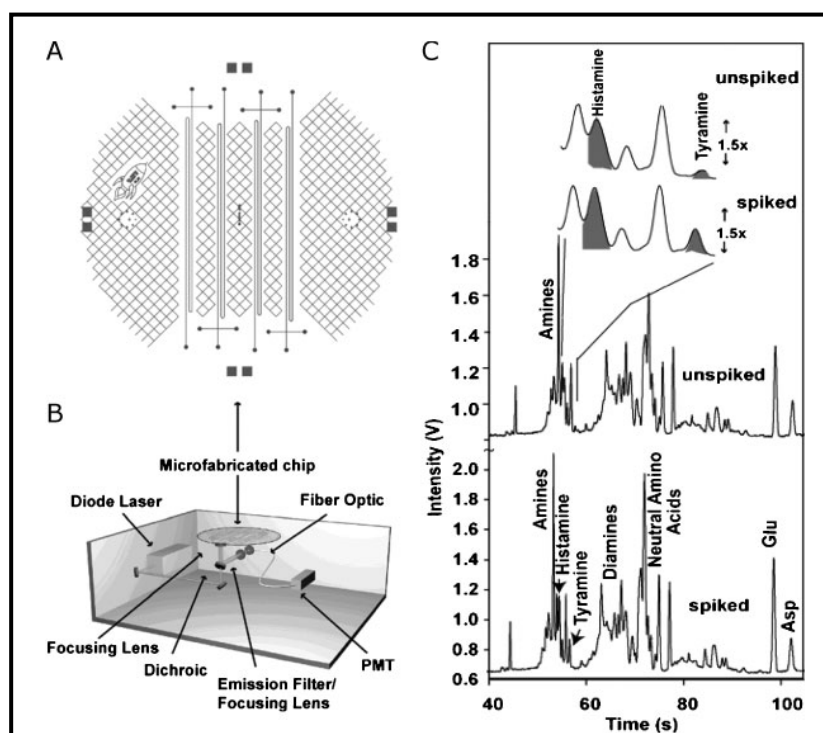 A
B
Microfabricated chip
Diode Laser
Fiber Optic
Focusing Lens
Dichroic
Emission Filter/
Focusing Lens
PMT
C
unspiked
Histamine
Tyramine
1.5x
spiked
1.5x
Amines
unspiked
1.8
1.6
1.4
1.2
1.0
Intensity (V)
2.0
1.8
1.6
1.4
1.2
1.0
0.8
0.6
Amines
Histamine
Tyramine
Diamines
Neutral Amino
Acids
spiked
Glu
Asp
40
60
80
100
Time (s)